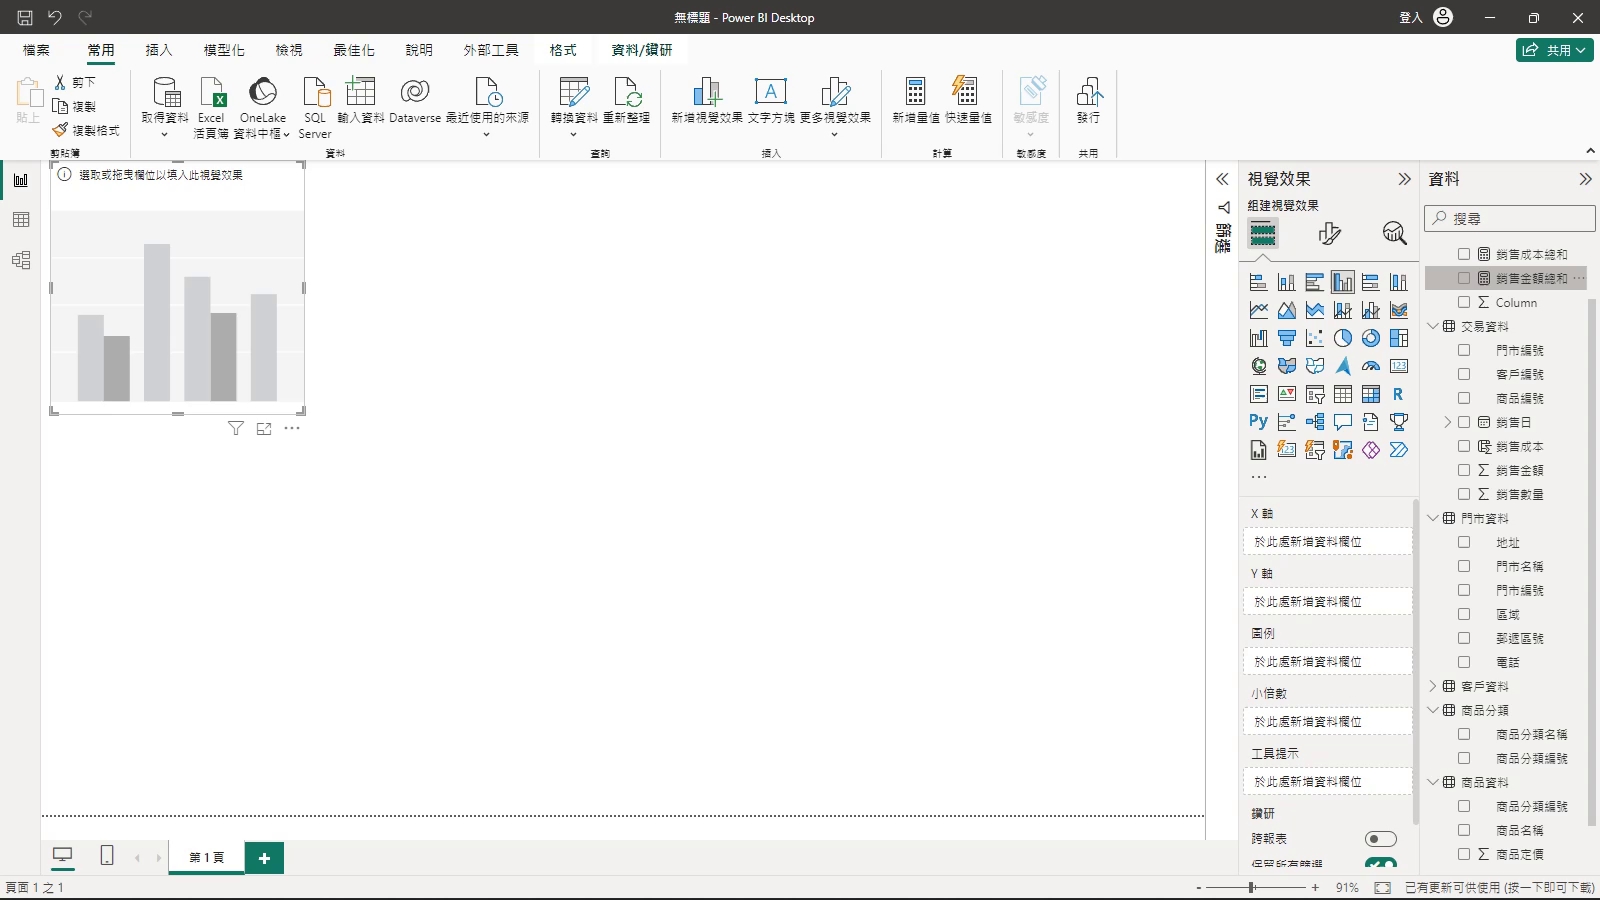 無標題 - Power BI Desktop
登入
檔案 常用 插入 模型化 檢視 最佳化 說明 外部工具 格式 資料/鑽研
共用
貼上
剪下
複製
複製格式
剪貼簿
取得資料
Excel 活頁簿
OneLake 資料中樞
SQL Server
輸入資料
Dataverse
最近使用的來源
資料
轉換資料
重新整理
查詢
新增視覺效果
文字方塊
更多視覺效果
插入
新增量值
快速量值
計算
敏感度
敏感度
發行
共用
選取或拖曳欄位以填入此視覺效果
篩選
視覺效果
組建視覺效果
R
Py
123
X 軸
於此處新增資料欄位
Y 軸
於此處新增資料欄位
圖例
於此處新增資料欄位
小倍數
於此處新增資料欄位
工具提示
於此處新增資料欄位
鑽研
跨報表
保留所有篩選
資料
搜尋
銷售成本總和
銷售金額總和
Column
交易資料
門市編號
客戶編號
商品編號
銷售日
銷售成本
銷售金額
銷售數量
門市資料
地址
門市名稱
門市編號
區域
郵遞區號
電話
客戶資料
商品分類
商品分類名稱
商品分類編號
商品資料
商品分類編號
商品名稱
商品定價
第 1 頁
頁面 1 之 1
- + 91%
已有更新可供使用 (按一下即可下載)